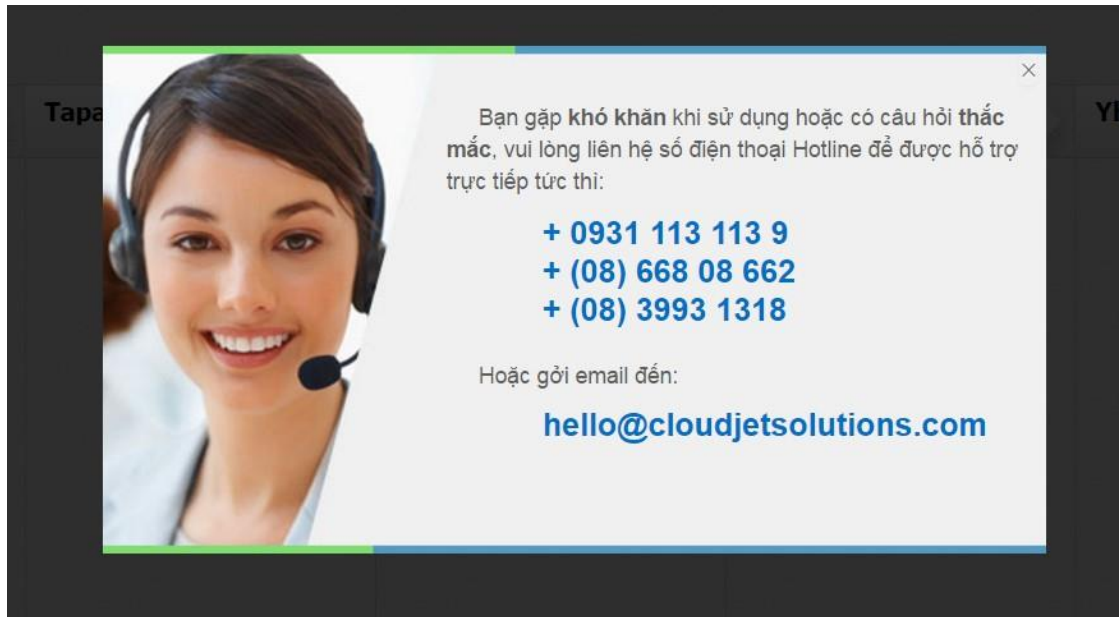 Tapa
Yl
Bạn gặp khó khăn khi sử dụng hoặc có câu hỏi thắc
mắc, vui lòng liên hệ số điện thoại Hotline để được hỗ trợ
trực tiếp tức thì:
+ 0931 113 113 9
+ (08) 668 08 662
+ (08) 3993 1318
Hoặc gởi email đến:
hello@cloudjetsolutions.com